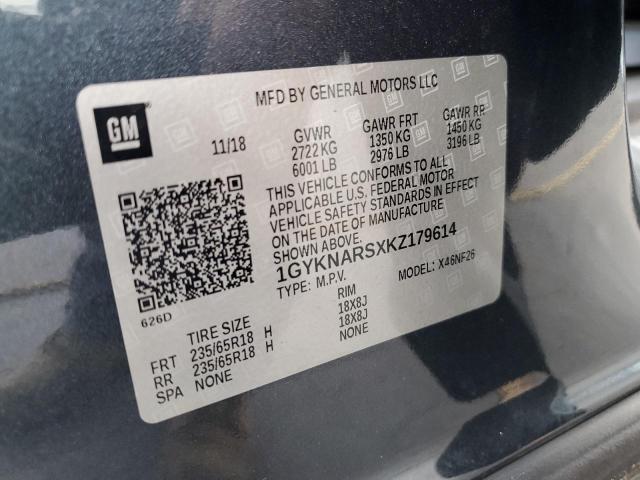 MFD BY GENERAL MOTORS LLC
GM
11/18 GVWR GAWR FRT GAWR RR
2722 KG 1350 KG 1450 KG
6001 LB 2976 LB 3196 LB
THIS VEHICLE CONFORMS TO ALL
APPLICABLE U.S. FEDERAL MOTOR
VEHICLE SAFETY STANDARDS IN EFFECT
ON THE DATE OF MANUFACTURE
SHOWN ABOVE.
1GYKNARSXKZ179614
TYPE: M.P.V. MODEL: X46NF26
626D
TIRE SIZE RIM
FRT 235/65R18 H 18X8J
RR 235/65R18 H 18X8J
SPA NONE NONE